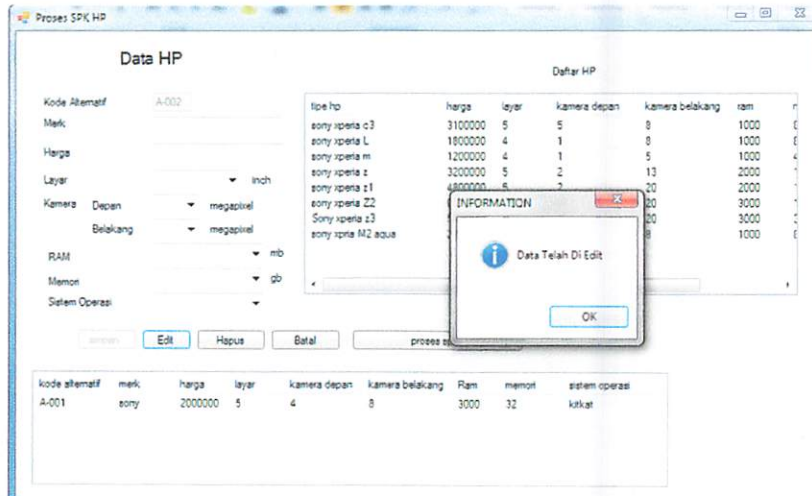 Proses SPK HP
Data HP
Daftar HP
Kode Alternatif A-002
Merk
Harga
Layar inch
Kamera Depan megapixel
Belakang megapixel
RAM mb
Memori gb
Sistem Operasi
tipe hp harga layar kamera depan kamera belakang ram
sony xperia c3 3100000 5 5 8 1000
sony xperia L 1800000 4 1 8 1000
sony xperia m 1200000 4 1 5 1000
sony xperia z 3200000 5 2 13 2000
sony xperia z1 4800000 5 2 20 2000
sony xperia Z2 20 3000
Sony xperia z3 20 3000
sony xpria M2 aqua 8 1000
INFORMATION
Data Telah Di Edit
OK
Edit Hapus Batal proses
kode alternatif merk harga layar kamera depan kamera belakang Ram memori sistem operasi
A-001 sony 2000000 5 4 8 3000 32 kitkat